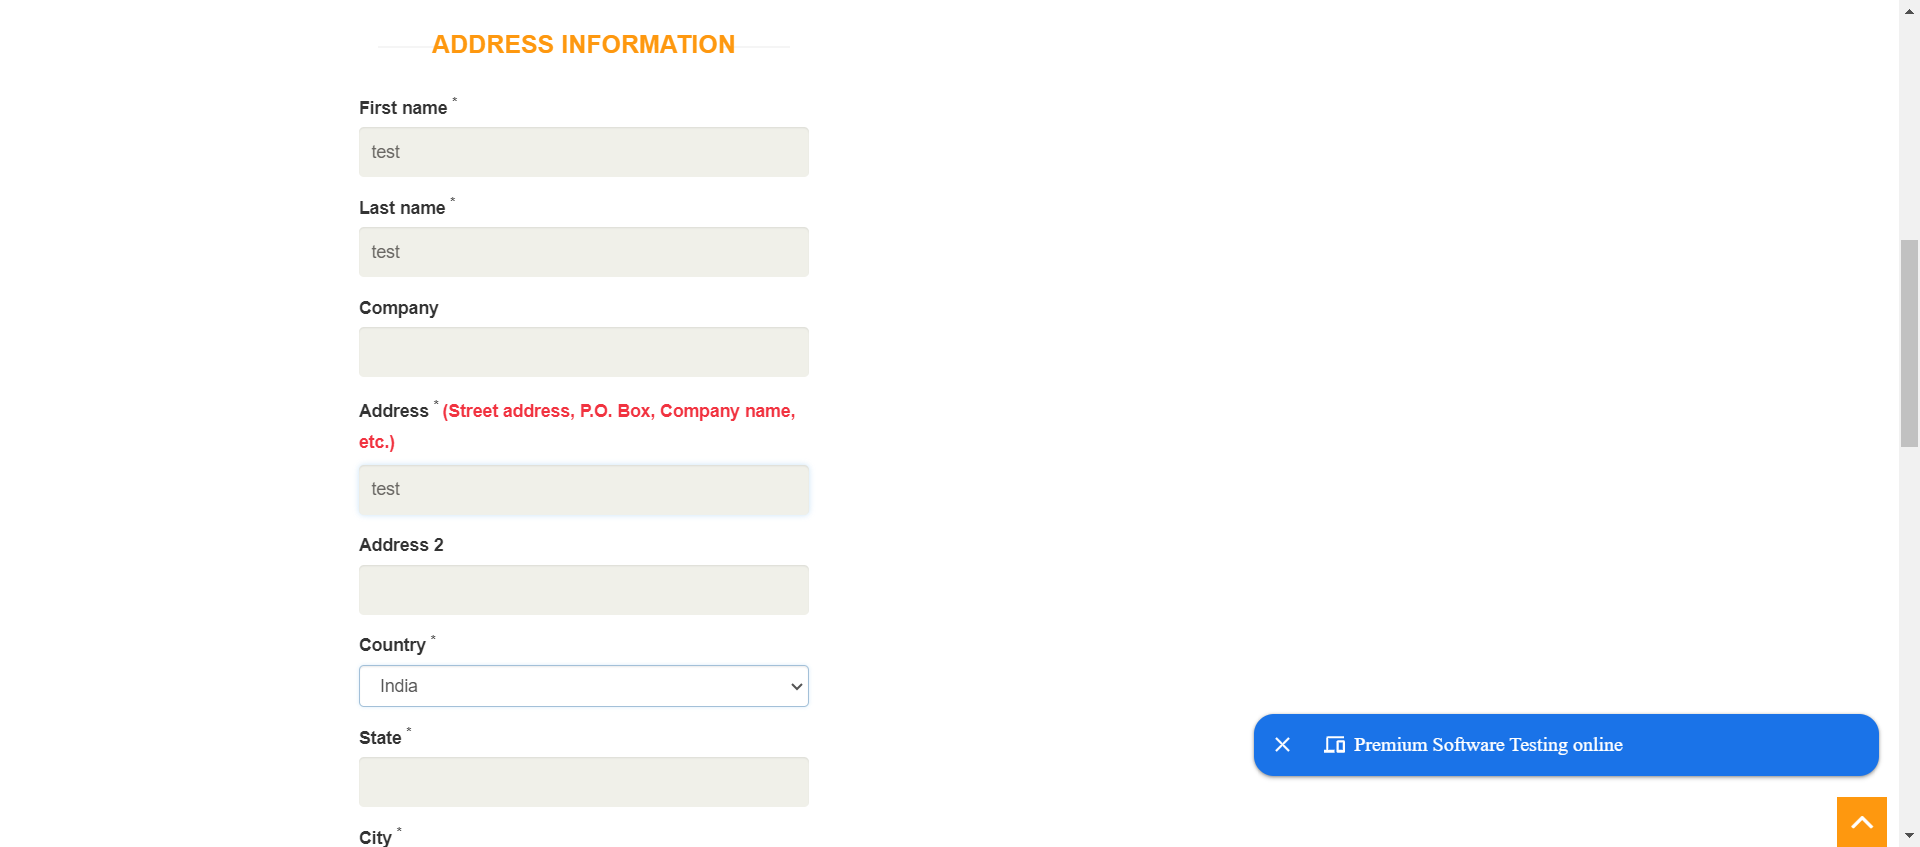 ADDRESS INFORMATION
First name *
test
Last name *
test
Company
Address * (Street address, P.O. Box, Company name,
etc.)
test
Address 2
Country *
India
State *
Premium Software Testing online
City *